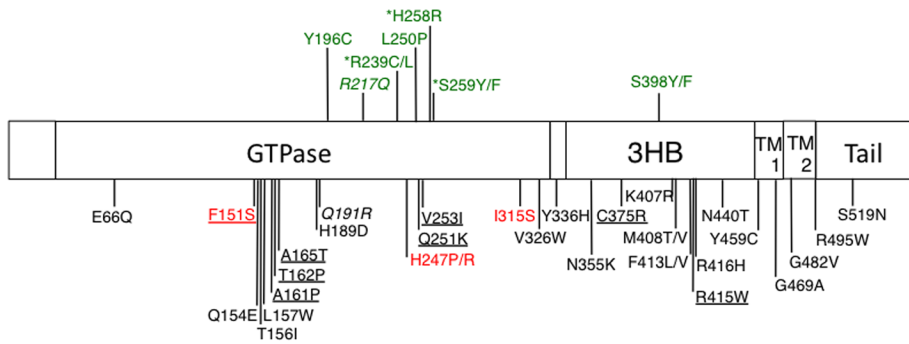 *H258R
Y196C
L250P
*R239C/L
R217Q
*S259Y/F
S398Y/F
GTPase
3HB
TM
1
TM
2
Tail
E66Q
F151S
Q191R
H189D
V253I
Q251K
H247P/R
I315S
Y336H
V326W
N355K
K407R
C375R
M408T/V
F413L/V
N440T
Y459C
R416H
R415W
S519N
R495W
G482V
G469A
A165T
T162P
A161P
Q154E
L157W
T156I